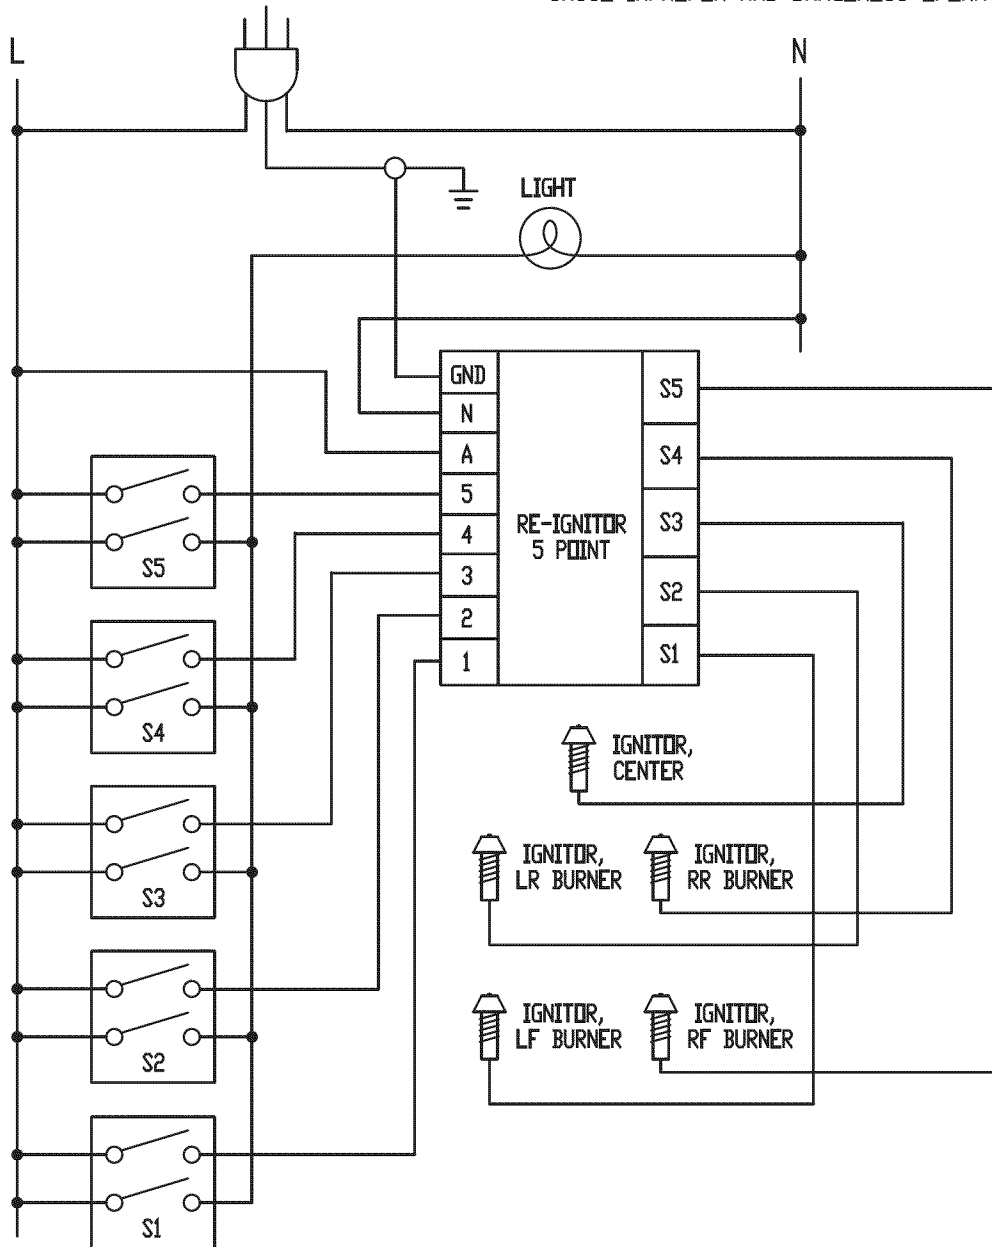 L
N
LIGHT
GND
N
A
5
4
3
2
1
RE-IGNITOR
5 POINT
S5
S4
S3
S2
S1
S5
S4
S3
S2
S1
IGNITOR,
CENTER
IGNITOR,
LR BURNER
IGNITOR,
RR BURNER
IGNITOR,
LF BURNER
IGNITOR,
RF BURNER